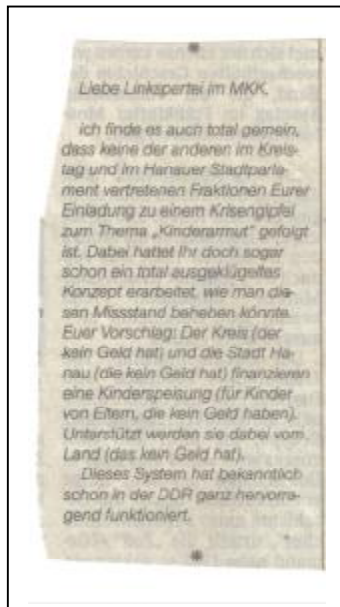 *
Liebe Linkspartei im MKK,
ich finde es auch total gemein,
dass keine der anderen im Kreis-
tag und im Hanauer Stadtparla-
ment vertretenen Fraktionen Eurer
Einladung zu einem Krisengipfel
zum Thema „Kinderarmut" gefolgt
ist. Dabei hattet Ihr doch sogar
schon ein total ausgeklügeltes
Konzept erarbeitet, wie man die-
sen Missstand beheben könnte.
Euer Vorschlag: Der Kreis (der
kein Geld hat) und die Stadt Ha-
nau (die kein Geld hat) finanzieren
eine Kinderspeisung (für Kinder
von Eltern, die kein Geld haben).
Unterstützt werden sie dabei vom
Land (das kein Geld hat).
Dieses System hat bekanntlich
schon in der DDR ganz hervorra-
gend funktioniert.
*